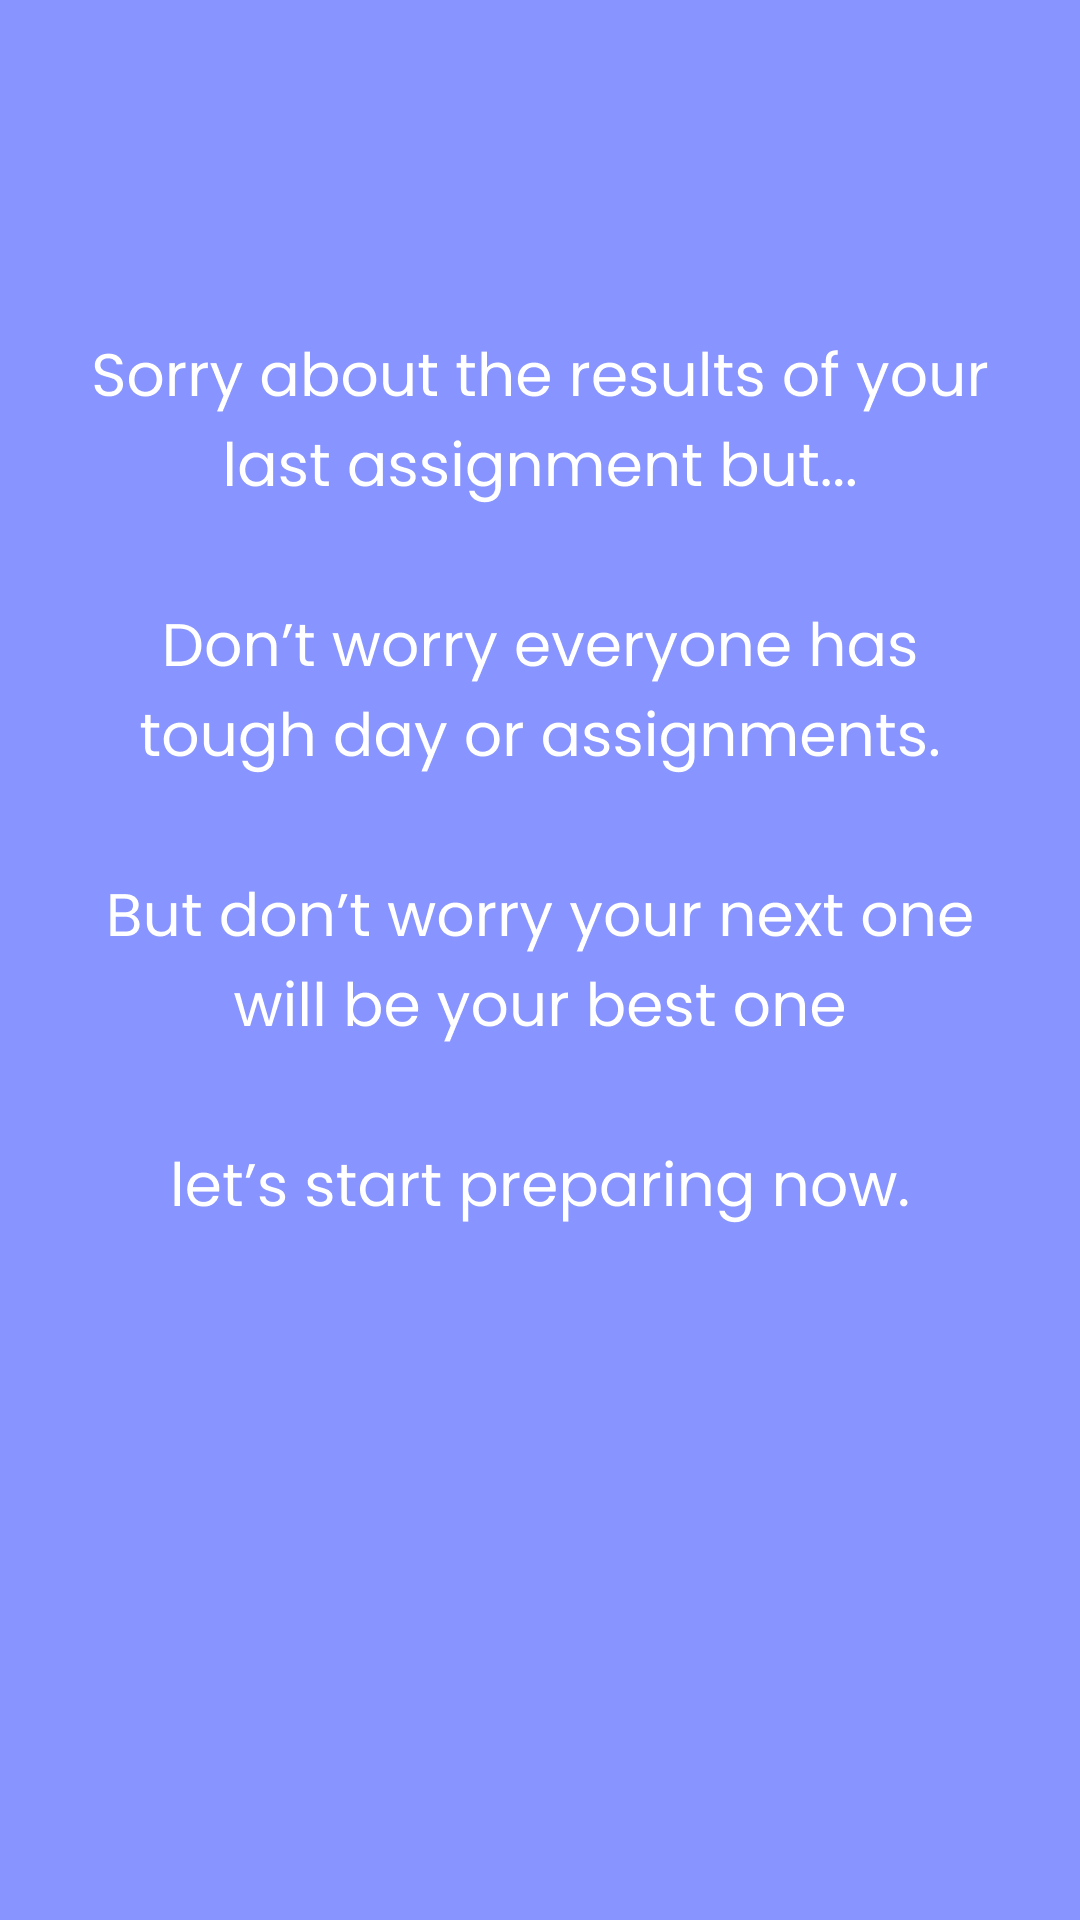 Sorry about the results of your
last assignment but...
Don’t worry everyone has
tough day or assignments.
But don’t worry your next one
will be your best one
let’s start preparing now.